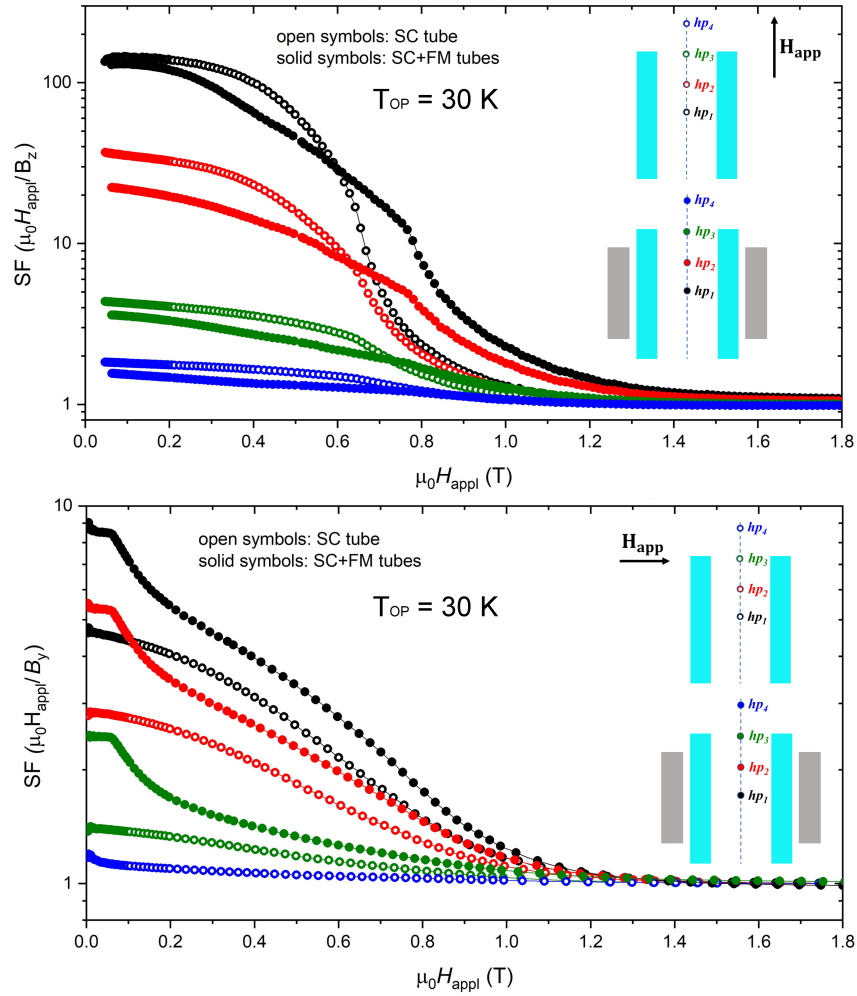 open symbols: SC tube
solid symbols: SC+FM tubes
TOP = 30 K
hp4
hp3
hp2
hp1
Happ
hp4
hp3
hp2
hp1
100
10
1
SF (μ0Happl/Bz)
0.0 0.2 0.4 0.6 0.8 1.0 1.2 1.4 1.6 1.8
μ0Happl (T)
open symbols: SC tube
solid symbols: SC+FM tubes
TOP = 30 K
Happ
hp4
hp3
hp2
hp1
hp4
hp3
hp2
hp1
10
1
SF (μ0Happl/By)
0.0 0.2 0.4 0.6 0.8 1.0 1.2 1.4 1.6 1.8
μ0Happl (T)